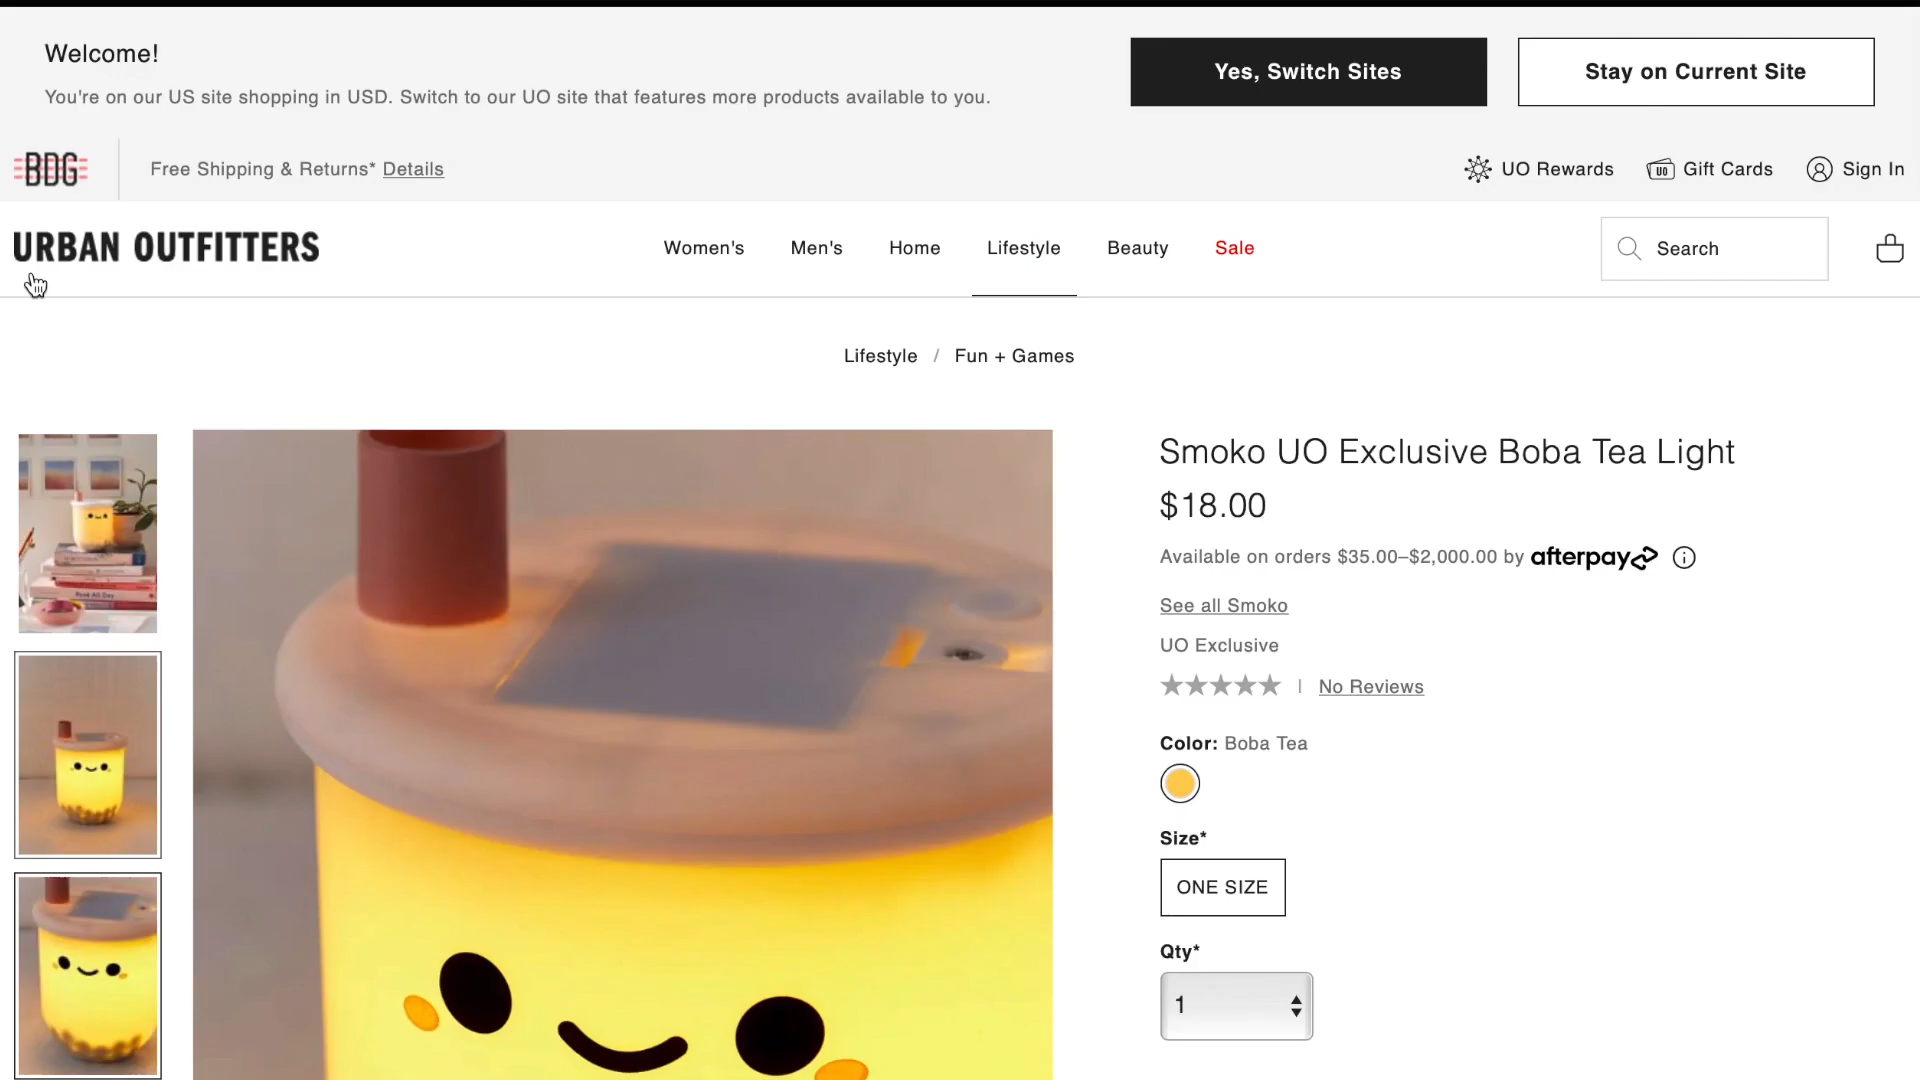 Welcome!
You're on our US site shopping in USD. Switch to our UO site that features more products available to you.
Yes, Switch Sites
Stay on Current Site
BDG
Free Shipping & Returns* Details
UO Rewards
UO
Gift Cards
Sign In
URBAN OUTFITTERS
Women's
Men's
Home
Lifestyle
Beauty
Sale
Search
Lifestyle / Fun + Games
Rosé All Day
Smoko UO Exclusive Boba Tea Light
$18.00
Available on orders $35.00–$2,000.00 by afterpay
See all Smoko
UO Exclusive
No Reviews
Color: Boba Tea
Size*
ONE SIZE
Qty*
1